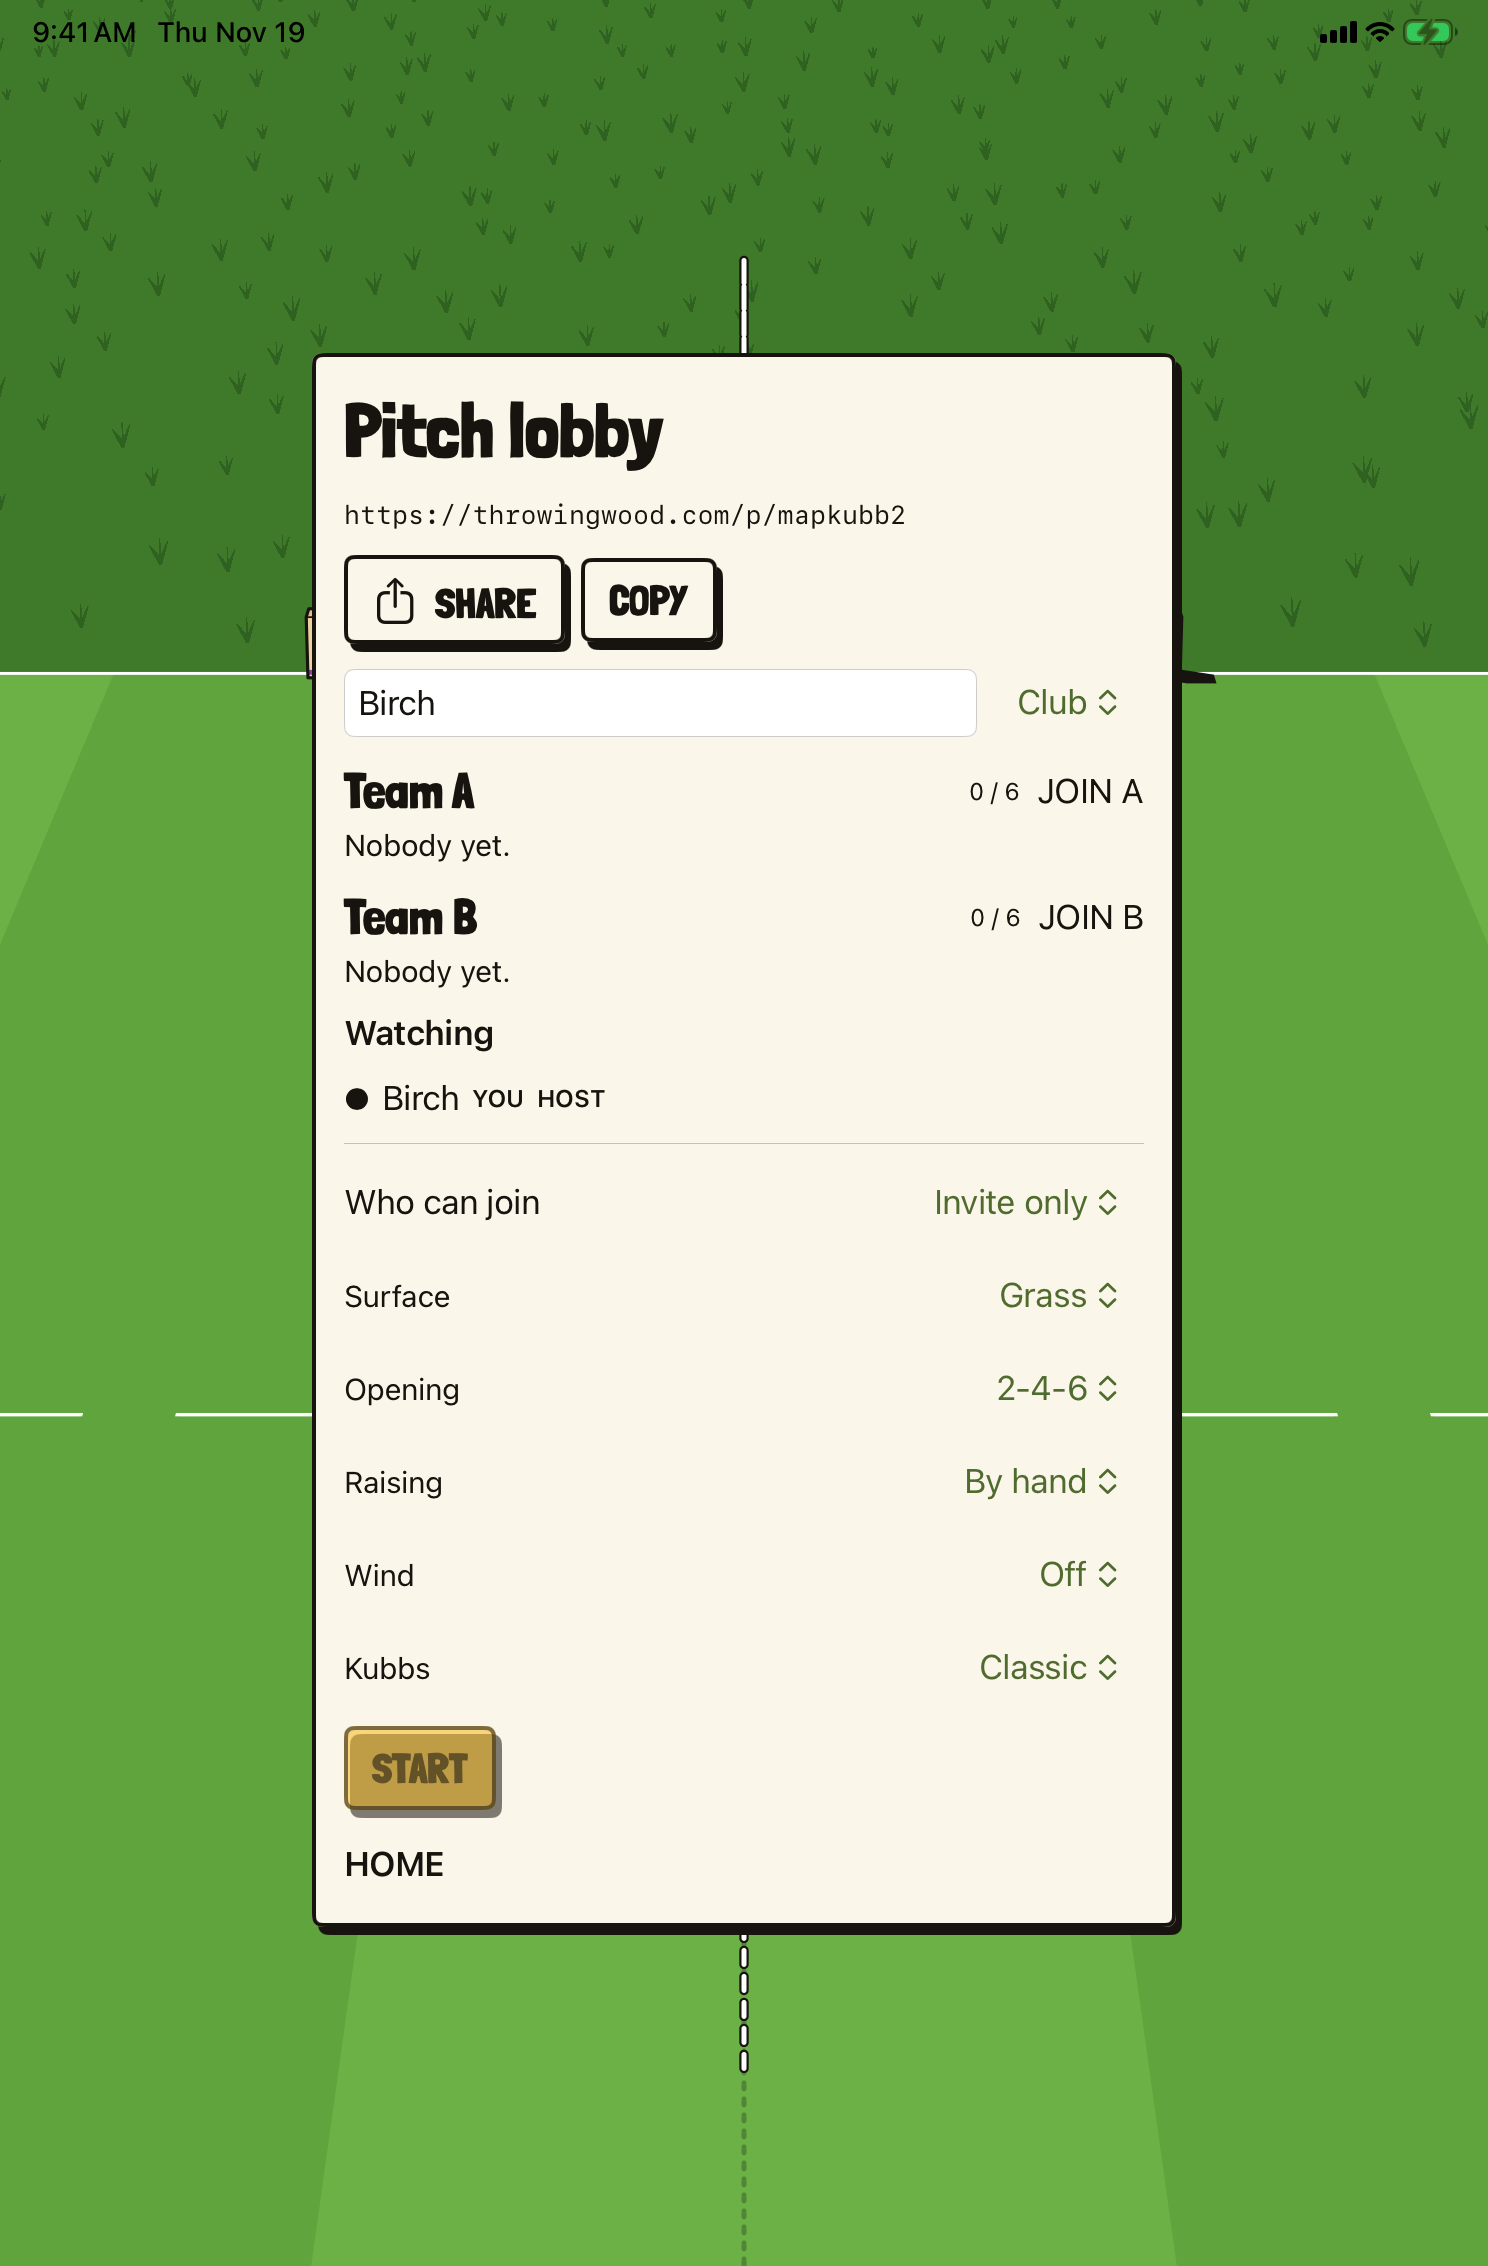 9:41 AM Thu Nov 19
Pitch lobby
https://throwingwood.com/p/mapkubb2
SHARE COPY
Birch Club
Team A 0 / 6 JOIN A
Nobody yet.
Team B 0 / 6 JOIN B
Nobody yet.
Watching
Birch YOU HOST
Who can join Invite only
Surface Grass
Opening 2-4-6
Raising By hand
Wind Off
Kubbs Classic
START
HOME